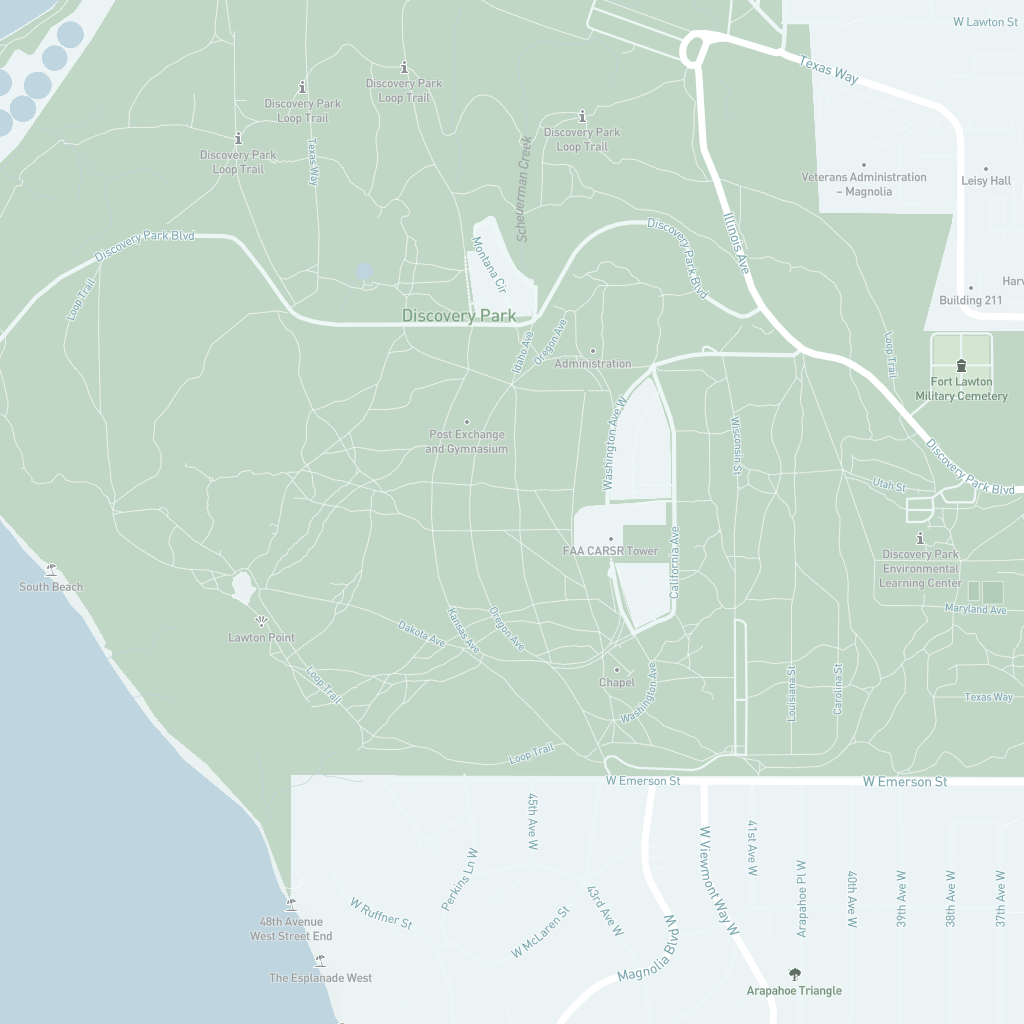 W Lawton St
Texas Way
Discovery Park
Loop Trail
Discovery Park
Loop Trail
Discovery Park
Loop Trail
Discovery Park
Loop Trail
Texas Way
Scheuerman Creek
Veterans Administration
– Magnolia
Leisy Hall
Discovery Park Blvd
Montana Cir
Discovery Park Blvd
Illinois Ave
Loop Trail
Building 211
Harv
Discovery Park
Idaho Ave
Oregon Ave
Administration
Loop Trail
Fort Lawton
Military Cemetery
Post Exchange
and Gymnasium
Washington Ave W
Wisconsin St
Discovery Park Blvd
Utah St
FAA CARSR Tower
California Ave
Discovery Park
Environmental
Learning Center
South Beach
Maryland Ave
Lawton Point
Dakota Ave
Kansas Ave
Oregon Ave
Loop Trail
Chapel
Washington Ave
Louisiana St
Carolina St
Texas Way
Loop Trail
W Emerson St
W Emerson St
45th Ave W
W Viewmont Way W
41st Ave W
Perkins Ln W
W Ruffner St
43rd Ave W
W McLaren St
Magnolia Blvd W
Arapahoe Pl W
40th Ave W
39th Ave W
38th Ave W
37th Ave W
48th Avenue
West Street End
The Esplanade West
Arapahoe Triangle